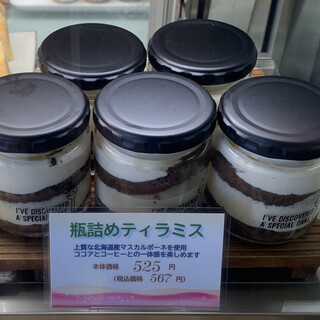 I'VE DISCOVERED
A SPECIAL CAKE
I'VE DISCOVERED
A SPECIAL CAKE
瓶詰めティラミス
上質な北海道産マスカルポーネを使用
ココアとコーヒーとの一体感を楽しめます
本体価格 525 円
(税込価格 567 円)